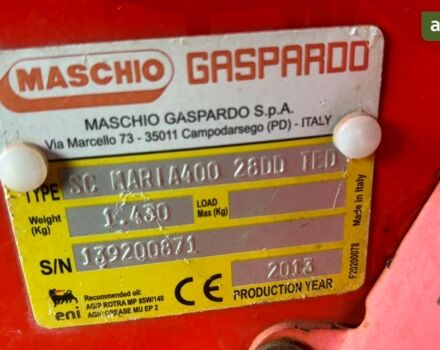 MASCHIO GASPARDO
MASCHIO GASPARDO S.p.A.
Via Marcello 73 - 35011 Campodarsego (PD) - ITALY
TYPE SC MARIA400 28DD TED
Weight (Kg) 1.430 LOAD Max (Kg)
S/N 139200871
2013
PRODUCTION YEAR
CE
eni
Recommended oil:
AGIP ROTRA MP 85W/140
AGIP GREASE MU EP 2
Made in Italy
F20200078
a